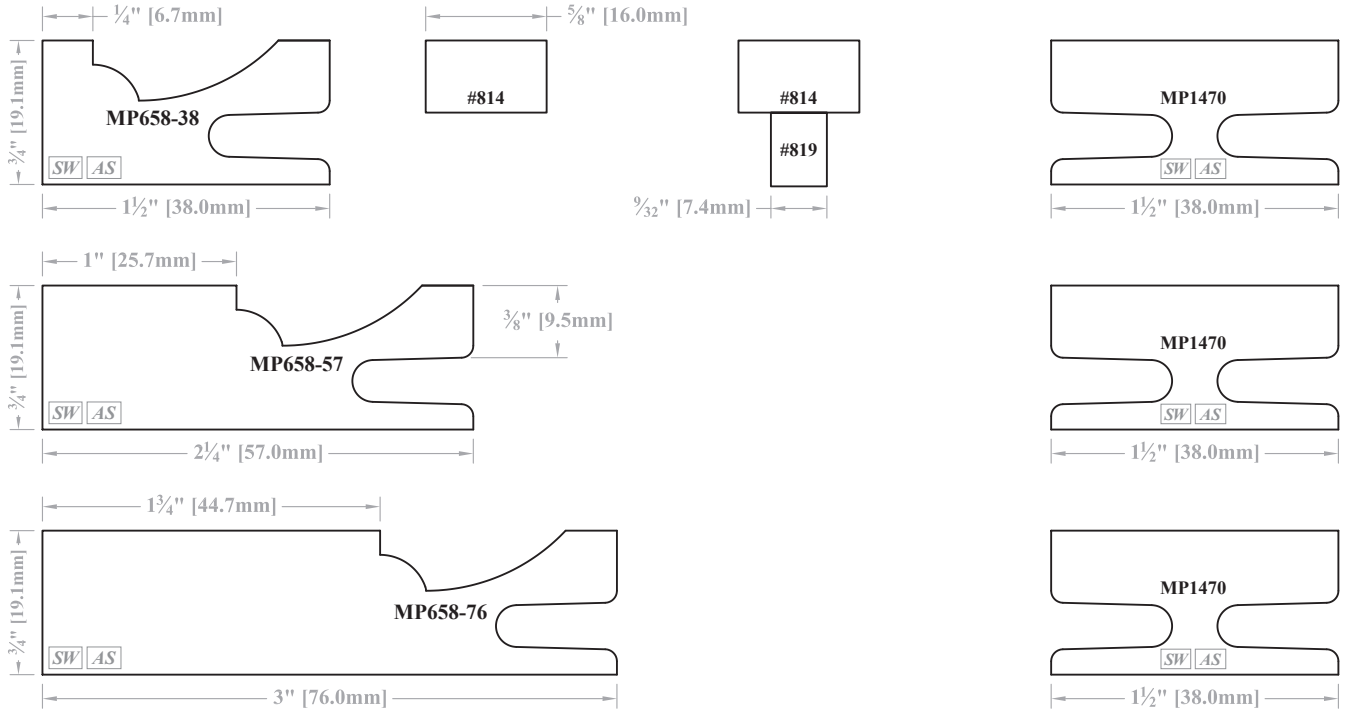 ¼" [6.7mm]
⅝" [16.0mm]
¾" [19.1mm]
MP658-38
#814
#814
MP1470
#819
SW AS
SW AS
1½" [38.0mm]
9/32" [7.4mm]
1½" [38.0mm]
1" [25.7mm]
¾" [19.1mm]
⅜" [9.5mm]
MP658-57
MP1470
SW AS
SW AS
2¼" [57.0mm]
1½" [38.0mm]
1¾" [44.7mm]
¾" [19.1mm]
MP658-76
MP1470
SW AS
SW AS
3" [76.0mm]
1½" [38.0mm]